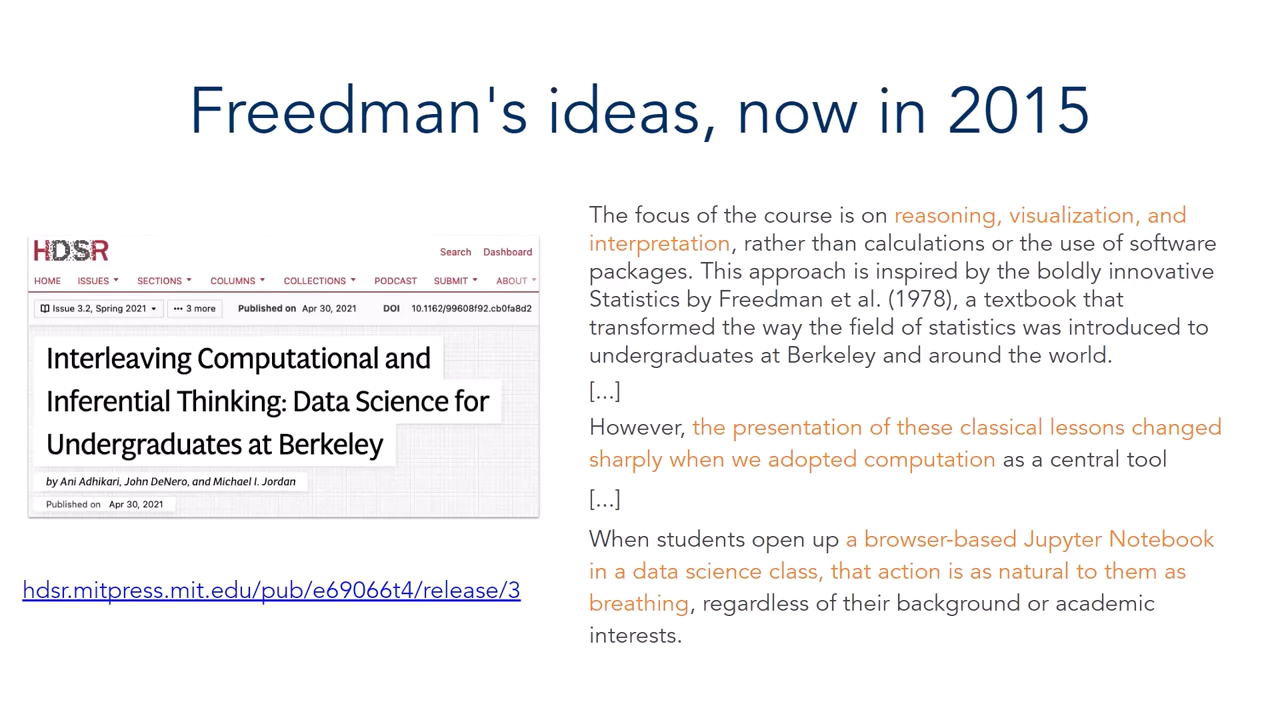 Freedman's ideas, now in 2015
HDSR
Search Dashboard
HOME ISSUES SECTIONS COLUMNS COLLECTIONS PODCAST SUBMIT ABOUT
Issue 3.2, Spring 2021 ••• 3 more Published on Apr 30, 2021 DOI 10.1162/99608f92.cb0fa8d2
Interleaving Computational and
Inferential Thinking: Data Science for
Undergraduates at Berkeley
by Ani Adhikari, John DeNero, and Michael I. Jordan
Published on Apr 30, 2021
hdsr.mitpress.mit.edu/pub/e69066t4/release/3
The focus of the course is on reasoning, visualization, and
interpretation, rather than calculations or the use of software
packages. This approach is inspired by the boldly innovative
Statistics by Freedman et al. (1978), a textbook that
transformed the way the field of statistics was introduced to
undergraduates at Berkeley and around the world.
[...]
However, the presentation of these classical lessons changed
sharply when we adopted computation as a central tool
[...]
When students open up a browser-based Jupyter Notebook
in a data science class, that action is as natural to them as
breathing, regardless of their background or academic
interests.